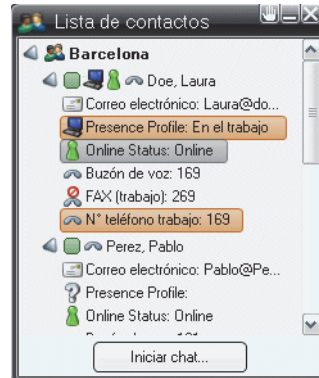 Lista de contactos
Barcelona
Doe, Laura
Correo electrónico: Laura@do...
Presence Profile: En el trabajo
Online Status: Online
Buzón de voz: 169
FAX (trabajo): 269
N° teléfono trabajo: 169
Perez, Pablo
Correo electrónico: Pablo@Pe...
Presence Profile:
Online Status: Online
Iniciar chat...